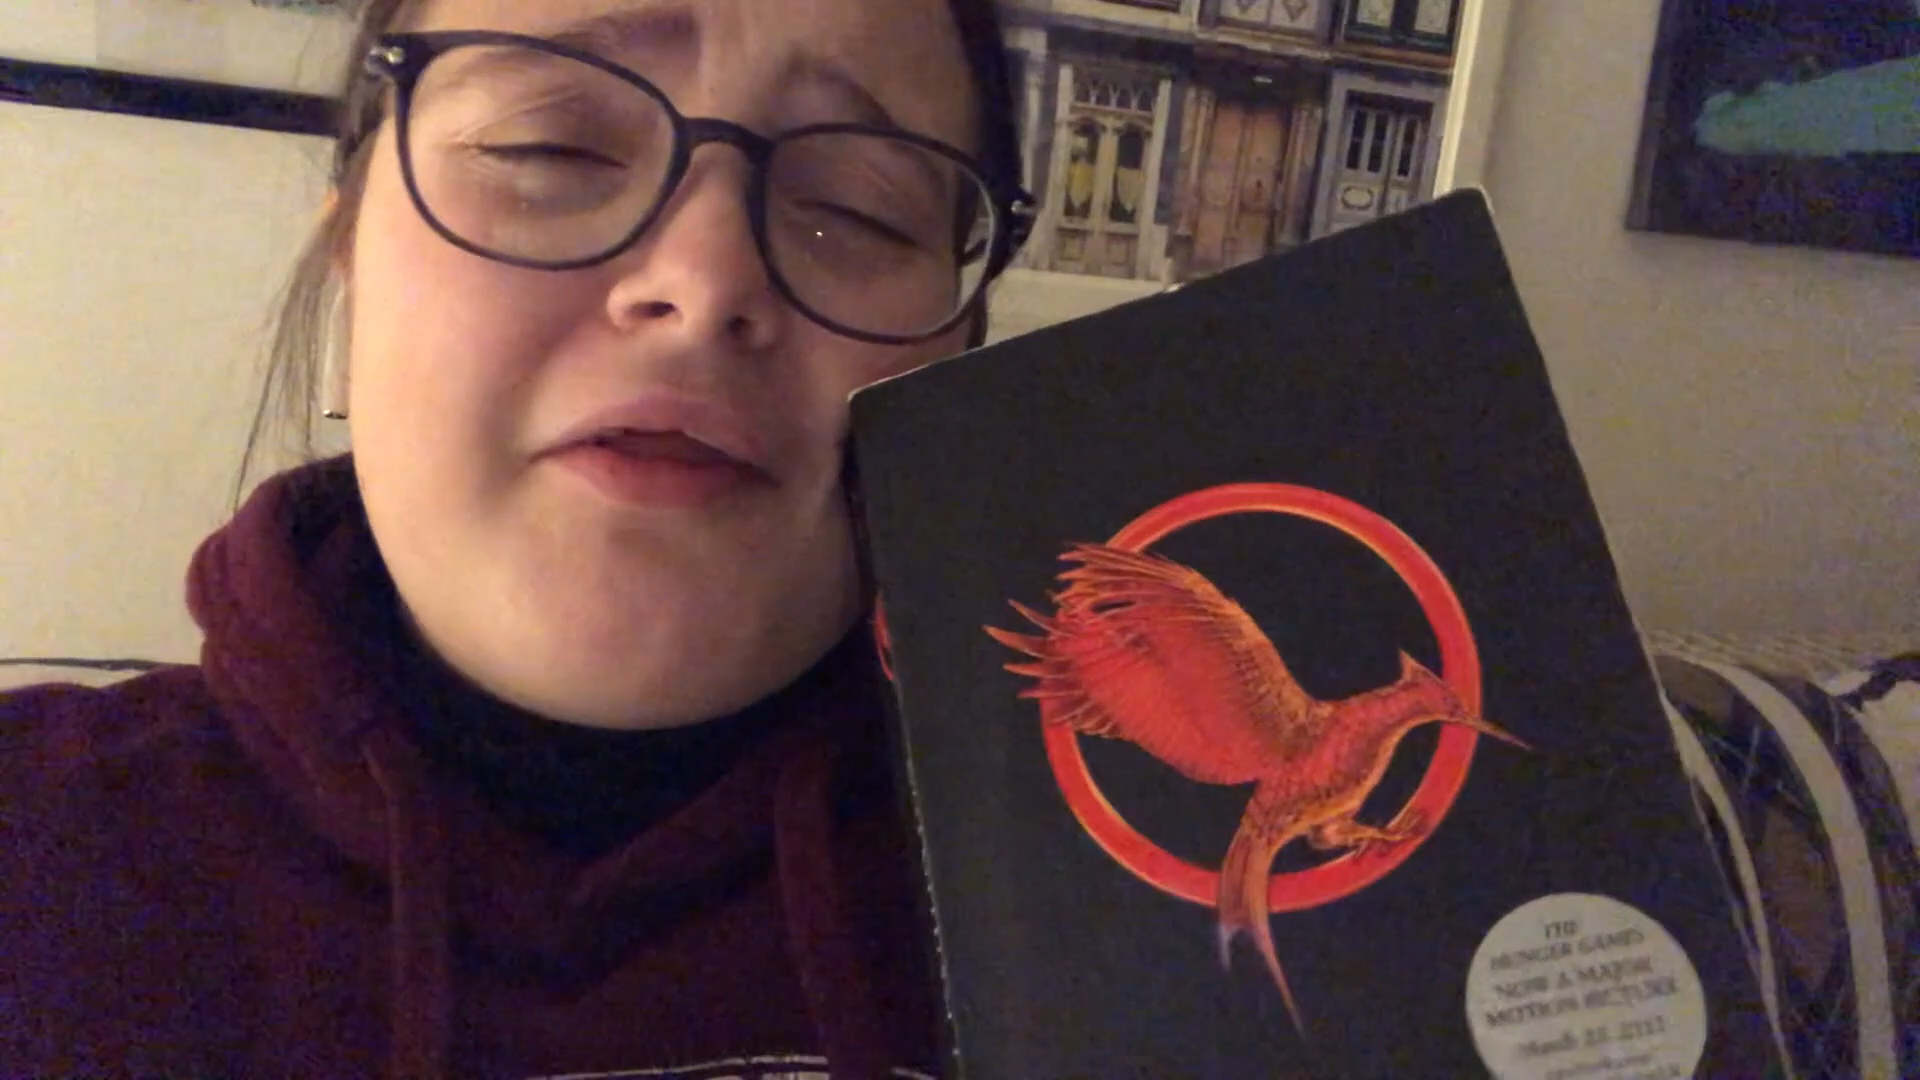 THE
HUNGER GAMES
NOW A MAJOR
MOTION PICTURE
March 23, 2012